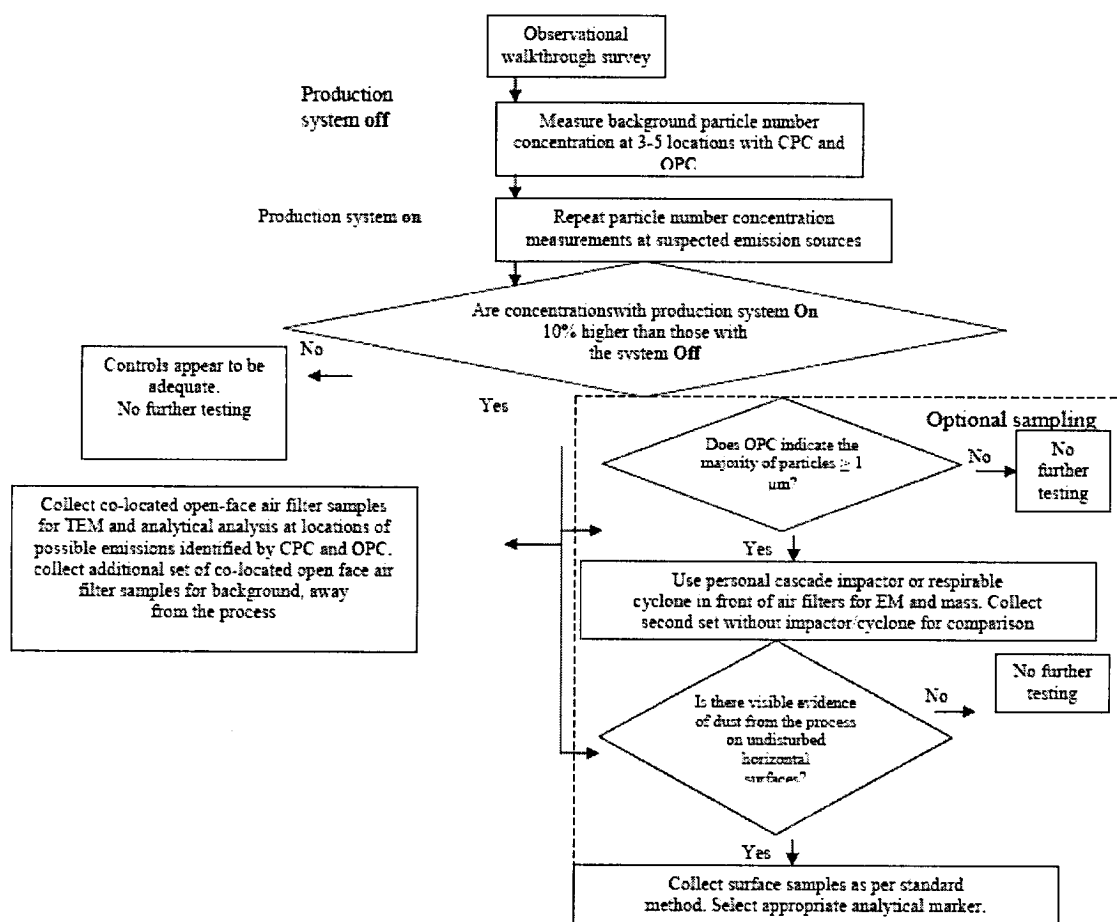 Observational
walkthrough survey
Production
system off
Measure background particle number
concentration at 3-5 locations with CPC and
OPC
Production system on
Repeat particle number concentration
measurements at suspected emission sources
Are concentrationswith production system On
10% higher than those with
the system Off
No
Controls appear to be
adequate.
No further testing
Yes
Optional sampling
Does OPC indicate the
majority of particles ≥ 1
μm?
No
No
further
testing
Collect co-located open-face air filter samples
for TEM and analytical analysis at locations of
possible emissions identified by CPC and OPC.
collect additional set of co-located open face air
filter samples for background, away
from the process
Yes
Use personal cascade impactor or respirable
cyclone in front of air filters for EM and mass. Collect
second set without impactor/cyclone for comparison
Is there visible evidence
of dust from the process
on undisturbed
horizontal
surfaces?
No
No further
testing
Yes
Collect surface samples as per standard
method. Select appropriate analytical marker.